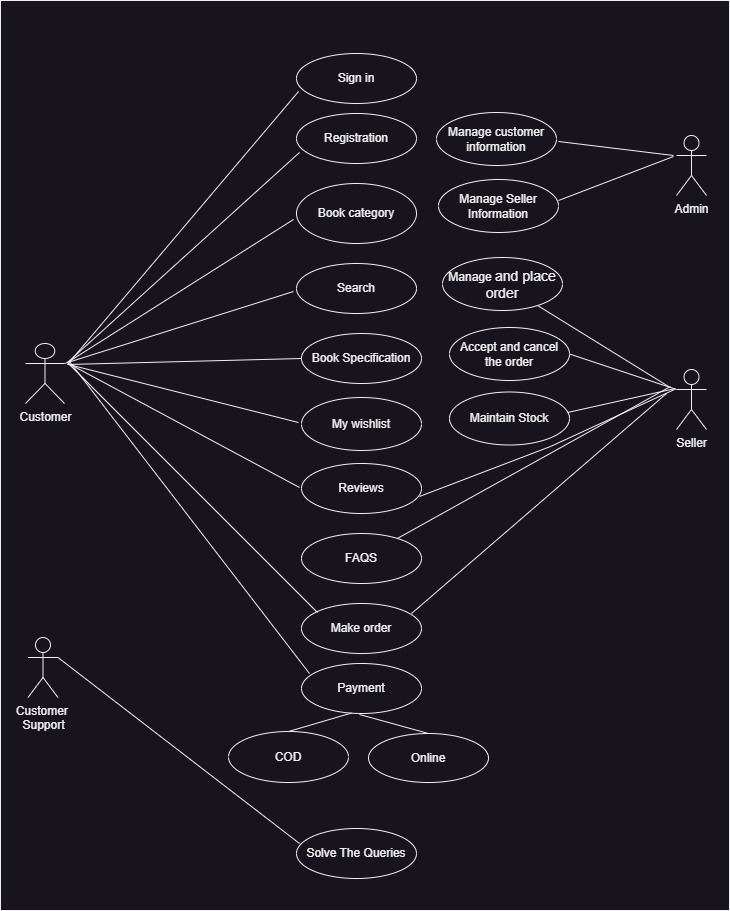 Sign in
Registration
Manage customer
information
Admin
Book category
Manage Seller
Information
Search
Manage and place
order
Customer
Book Specification
Accept and cancel
the order
Seller
My wishlist
Maintain Stock
Reviews
FAQS
Make order
Customer
Support
Payment
COD
Online
Solve The Queries